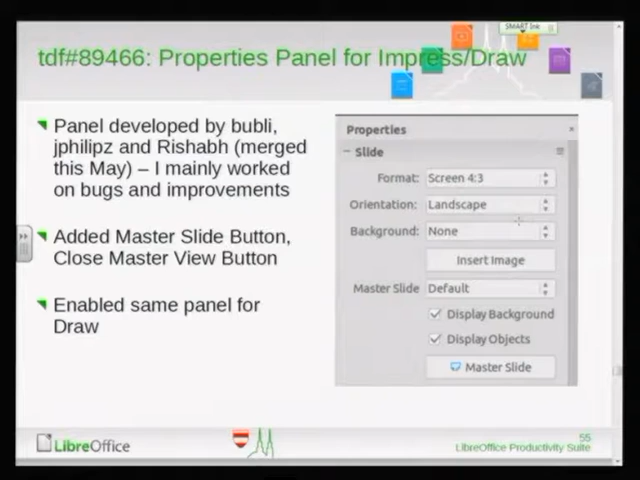 SMART Ink
tdf#89466: Properties Panel for Impress/Draw
Panel developed by bubli,
jphilipz and Rishabh (merged
this May) – I mainly worked
on bugs and improvements
Added Master Slide Button,
Close Master View Button
Enabled same panel for
Draw
Properties
Slide
Format: Screen 4:3
Orientation: Landscape
Background: None
Insert Image
Master Slide Default
Display Background
Display Objects
Master Slide
LibreOffice
55
LibreOffice Productivity Suite